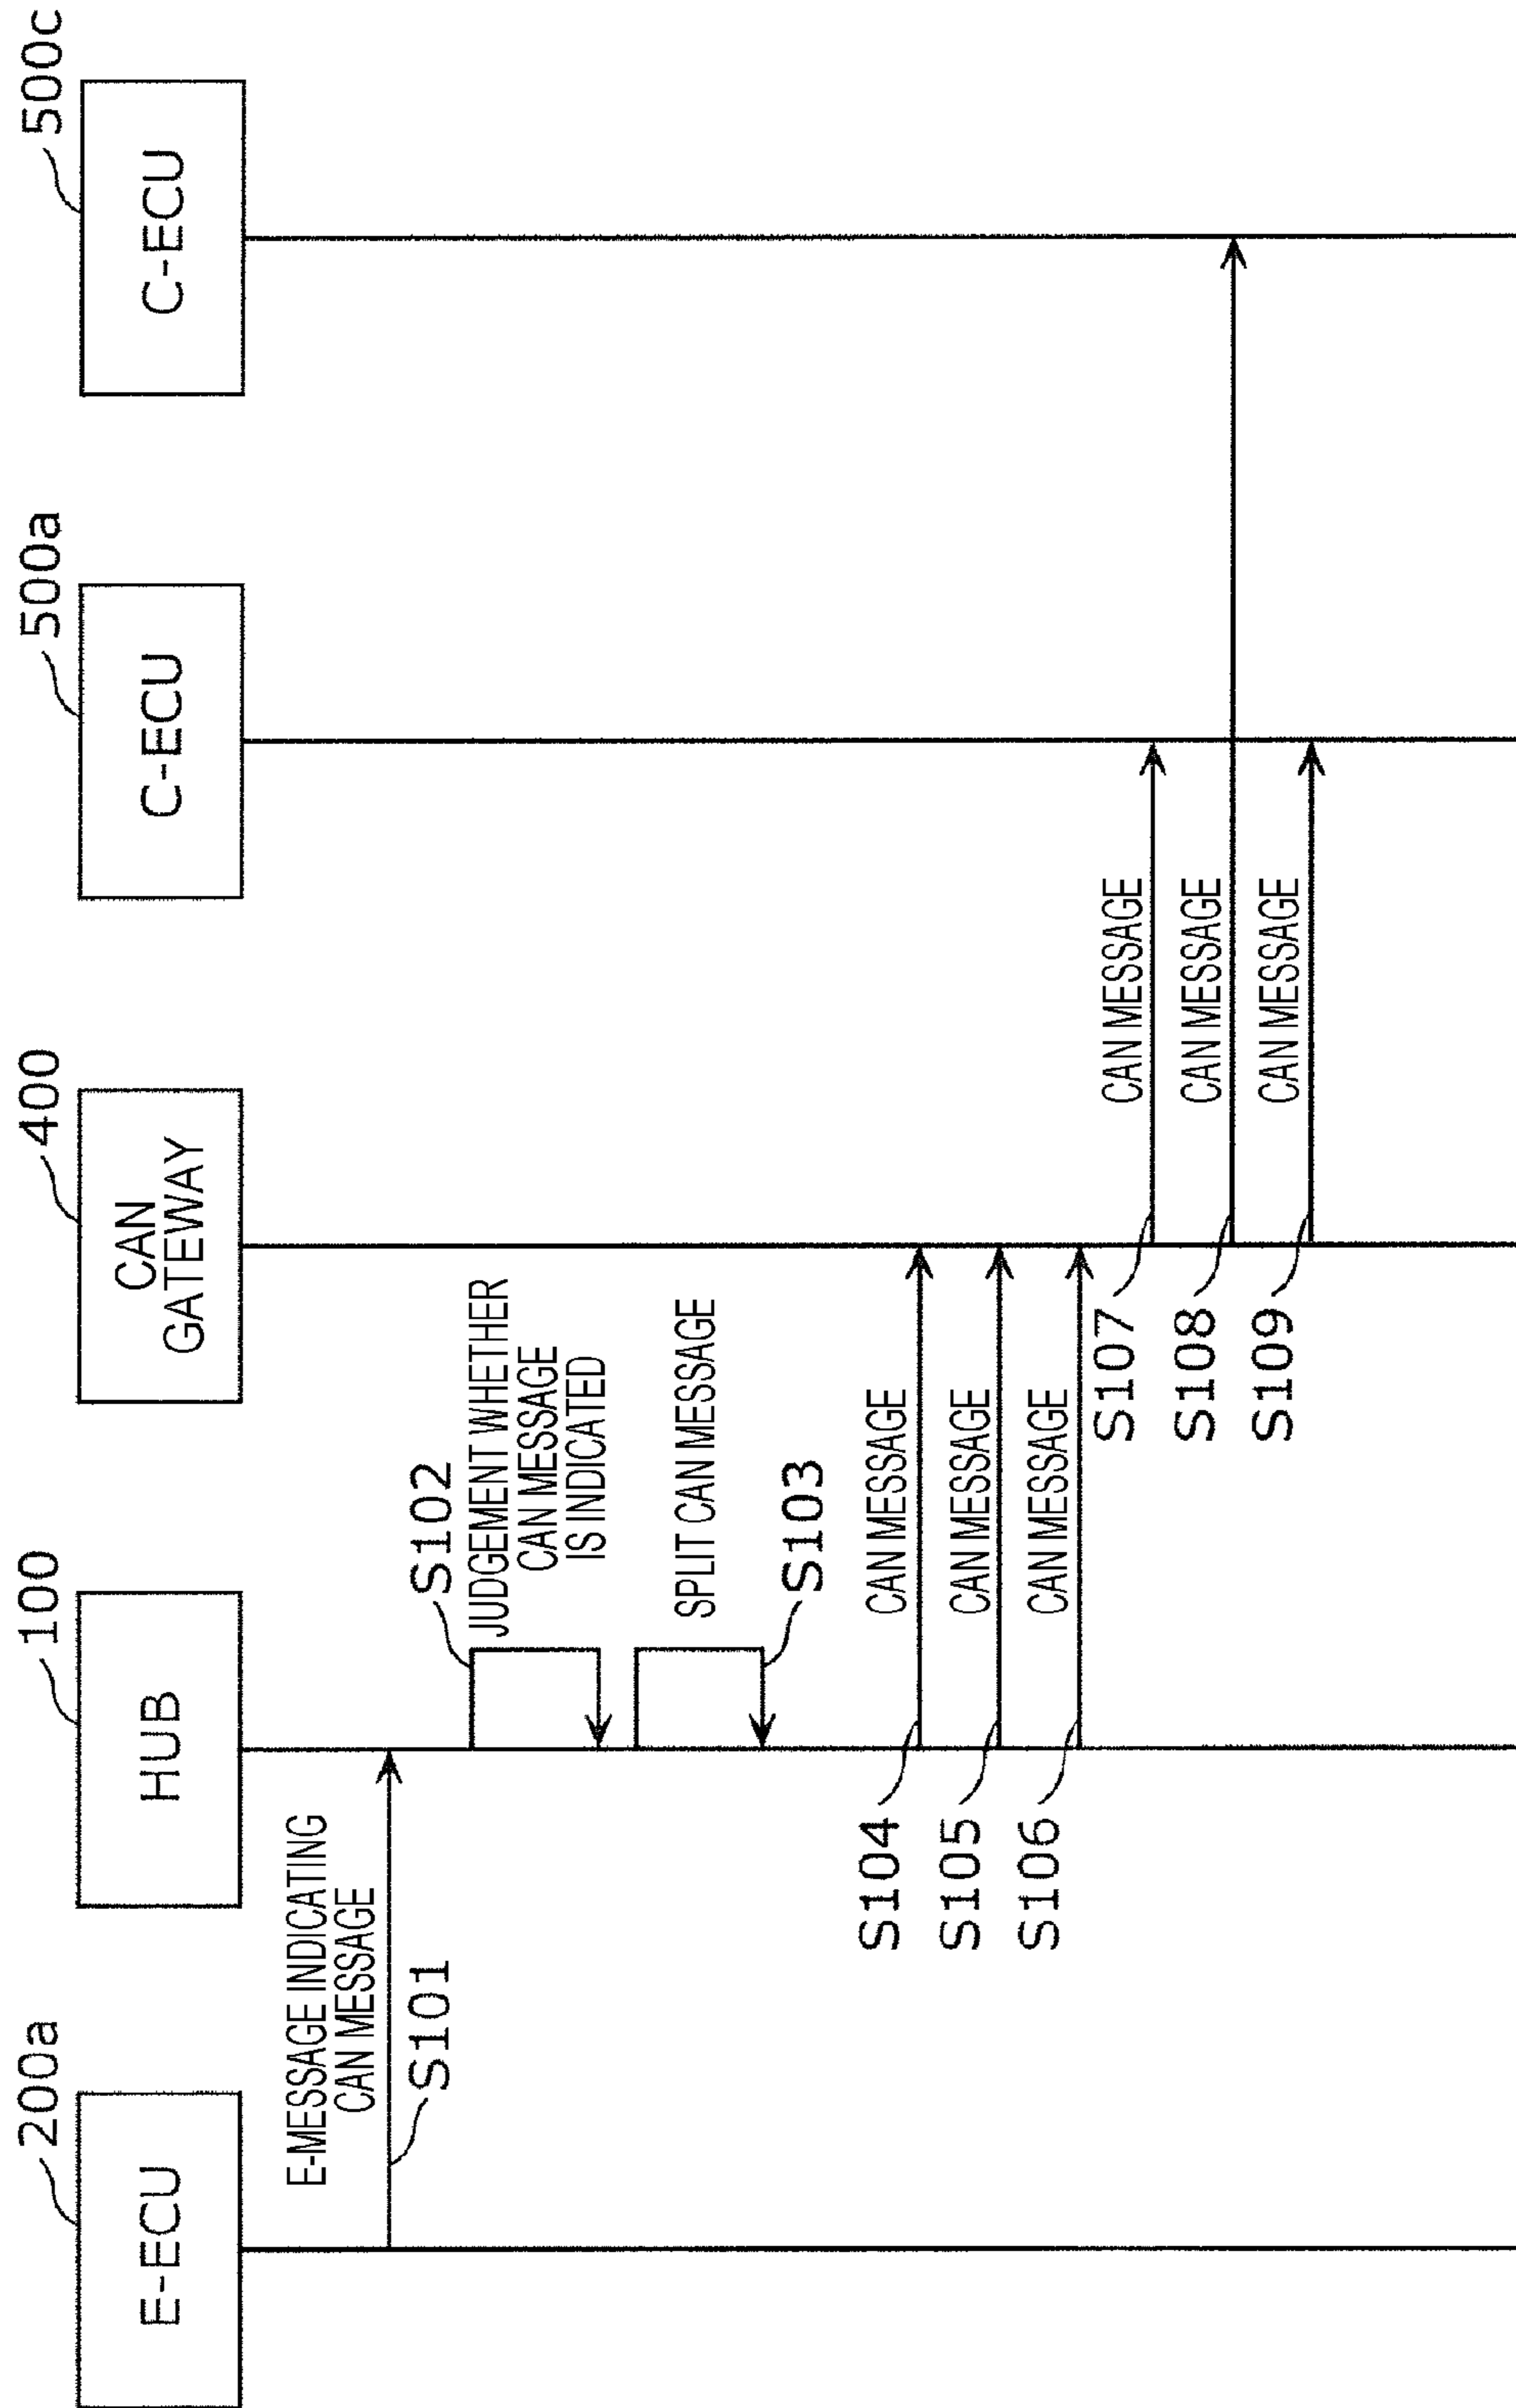 200a
E-ECU
100
HUB
400
CAN
GATEWAY
500a
C-ECU
500c
C-ECU
E-MESSAGE INDICATING
CAN MESSAGE
S101
S102
JUDGEMENT WHETHER
CAN MESSAGE
IS INDICATED
SPLIT CAN MESSAGE
S103
S104
CAN MESSAGE
S105
CAN MESSAGE
S106
CAN MESSAGE
S107
CAN MESSAGE
S108
CAN MESSAGE
S109
CAN MESSAGE